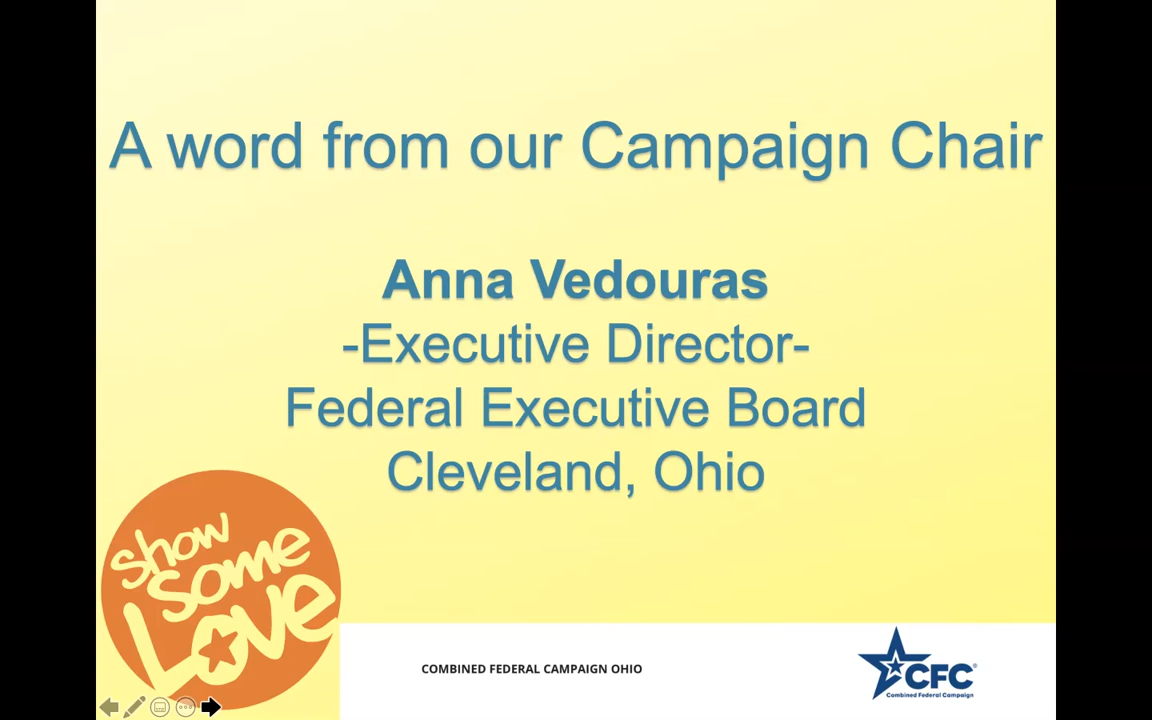 A word from our Campaign Chair
Anna Vedouras
-Executive Director-
Federal Executive Board
Cleveland, Ohio
show
some
Love
COMBINED FEDERAL CAMPAIGN OHIO
CFC®
Combined Federal Campaign